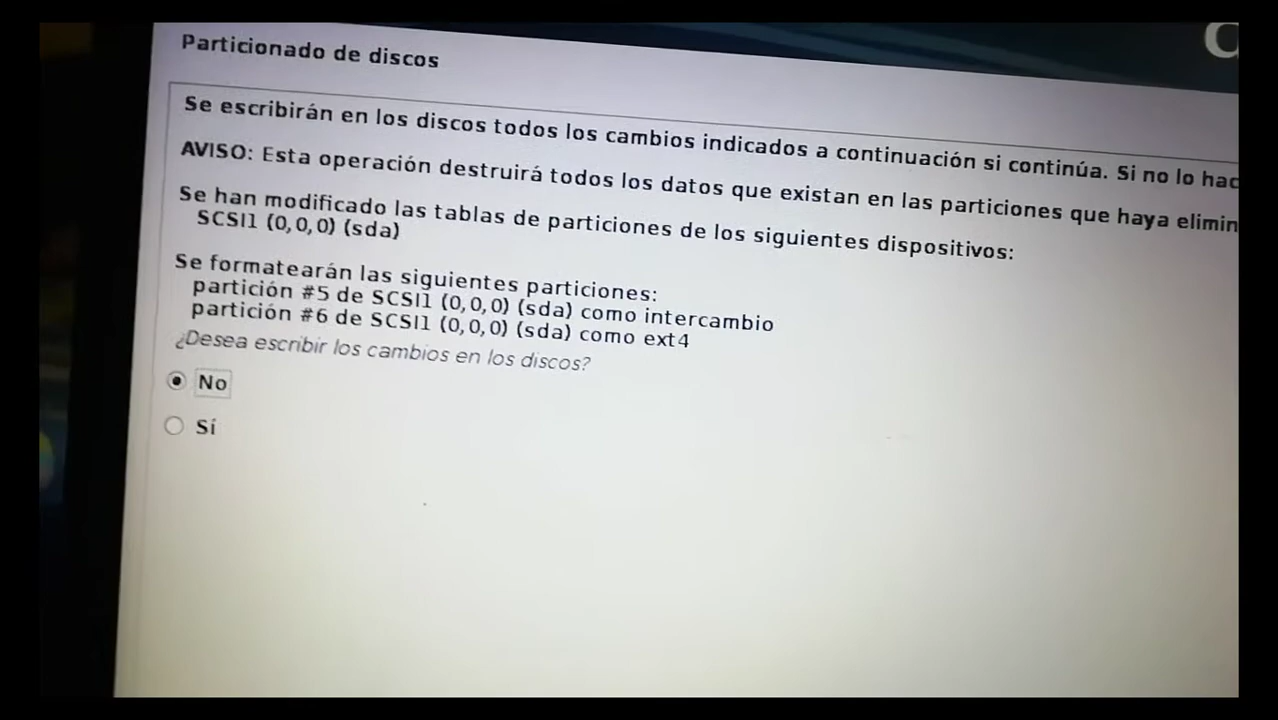 Particionado de discos
Se escribirán en los discos todos los cambios indicados a continuación si continúa. Si no lo
AVISO: Esta operación destruirá todos los datos que existan en las particiones que haya
Se han modificado las tablas de particiones de los siguientes dispositivos:
SCSI1 (0,0,0) (sda)
Se formatearán las siguientes particiones:
partición #5 de SCSI1 (0,0,0) (sda) como intercambio
partición #6 de SCSI1 (0,0,0) (sda) como ext4
¿Desea escribir los cambios en los discos?
No
Sí